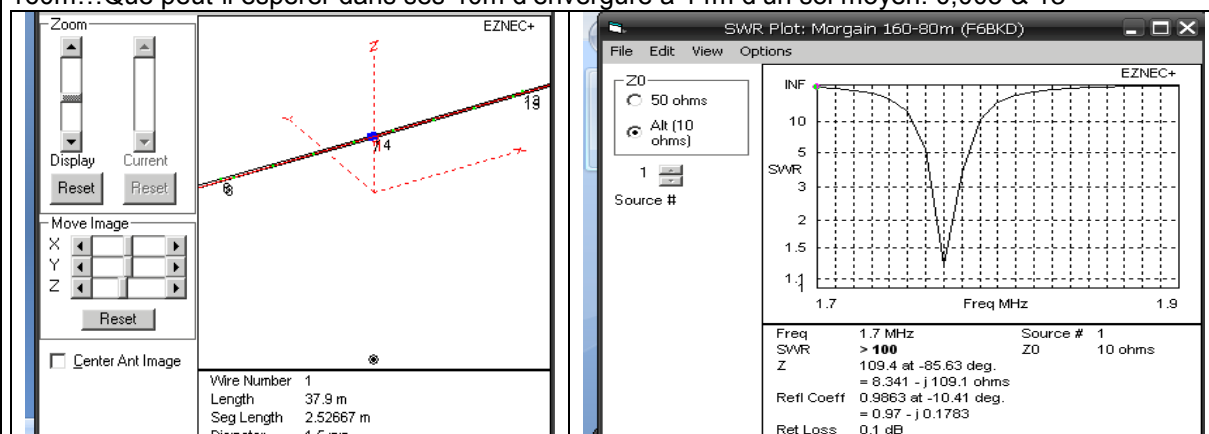 160m…Que peut-il espérer dans ses 40m d'envergure à 11m d'un sol moyen: 0,005 & 13
Zoom
Display
Current
Reset
Reset
Move Image
X
Y
Z
Reset
Center Ant Image
EZNEC+
Z
Wire Number 1
Length 37.9 m
Seg Length 2.52667 m
SWR Plot: Morgain 160-80m (F6BKD)
File Edit View Options
Z0
50 ohms
Alt (10
ohms)
1
Source #
EZNEC+
INF
10
5
SWR
3
2
1.5
1.1
1
1.7 Freq MHz 1.9
Freq 1.7 MHz Source # 1
SWR > 100 Z0 10 ohms
Z 109.4 at -85.63 deg.
= 8.341 - j 109.1 ohms
Refl Coeff 0.9863 at -10.41 deg.
= 0.97 - j 0.1783
Ret Loss 0.1 dB